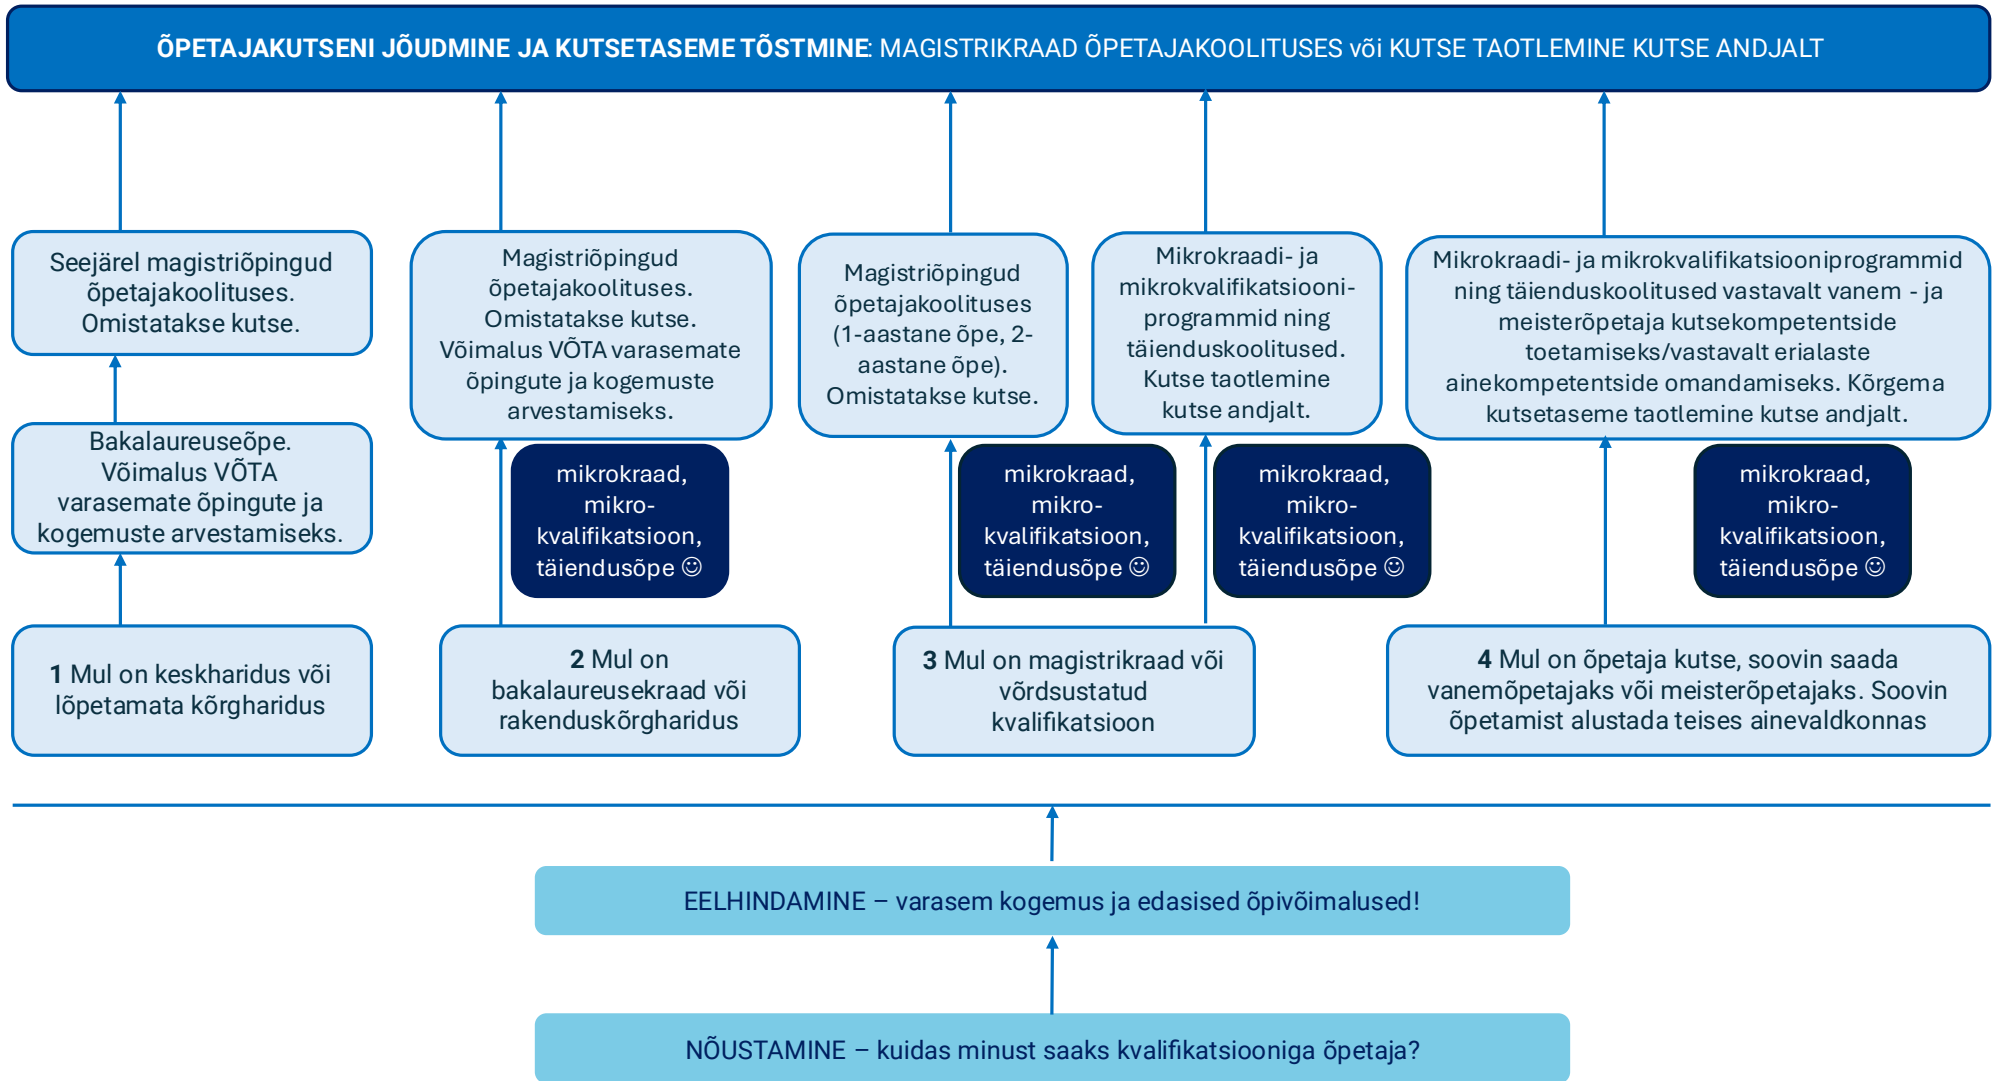 ÕPETAJAKUTSENI JÕUDMINE JA KUTSETASEME TÕSTMINE: MAGISTRIKRAAD ÕPETAJAKOOLITUSES või KUTSE TAOTLEMINE KUTSE ANDJALT
Seejärel magistriõpingud
õpetajakoolituses.
Omistatakse kutse.
Magistriõpingud
õpetajakoolituses.
Omistatakse kutse.
Võimalus VÕTA varasemate
õpingute ja kogemuste
arvestamiseks.
Magistriõpingud
õpetajakoolituses
(1-aastane õpe, 2-
aastane õpe).
Omistatakse kutse.
Mikrokraadi- ja
mikrokvalifikatsiooni-
programmid ning
täienduskoolitused.
Kutse taotlemine
kutse andjalt.
Mikrokraadi- ja mikrokvalifikatsiooniprogrammid
ning täienduskoolitused vastavalt vanem - ja
meisterõpetaja kutsekompetentside
toetamiseks/vastavalt erialaste
ainekompetentside omandamiseks. Kõrgema
kutsetaseme taotlemine kutse andjalt.
Bakalaureuseõpe.
Võimalus VÕTA
varasemate õpingute ja
kogemuste arvestamiseks.
mikrokraad,
mikro-
kvalifikatsioon,
täiendusõpe ☺
mikrokraad,
mikro-
kvalifikatsioon,
täiendusõpe ☺
mikrokraad,
mikro-
kvalifikatsioon,
täiendusõpe ☺
mikrokraad,
mikro-
kvalifikatsioon,
täiendusõpe ☺
1 Mul on keskharidus või
lõpetamata kõrgharidus
2 Mul on
bakalaureusekraad või
rakenduskõrgharidus
3 Mul on magistrikraad või
võrdsustatud
kvalifikatsioon
4 Mul on õpetaja kutse, soovin saada
vanemõpetajaks või meisterõpetajaks. Soovin
õpetamist alustada teises ainevaldkonnas
EELHINDAMINE – varasem kogemus ja edasised õpivõimalused!
NÕUSTAMINE – kuidas minust saaks kvalifikatsiooniga õpetaja?